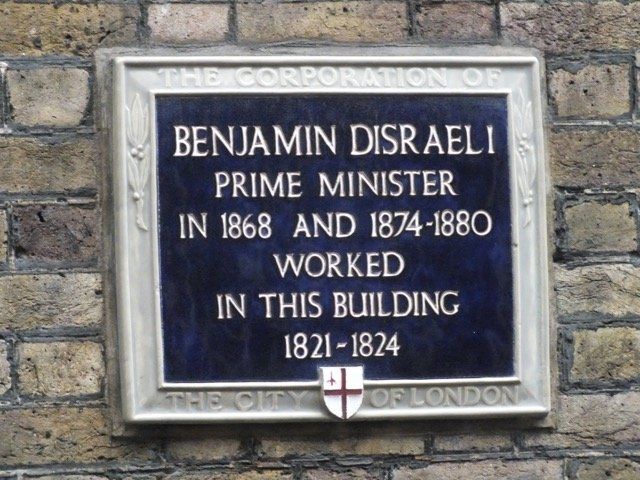 THE CORPORATION OF
BENJAMIN DISRAELI
PRIME MINISTER
IN 1868 AND 1874-1880
WORKED
IN THIS BUILDING
1821-1824
THE CITY OF LONDON